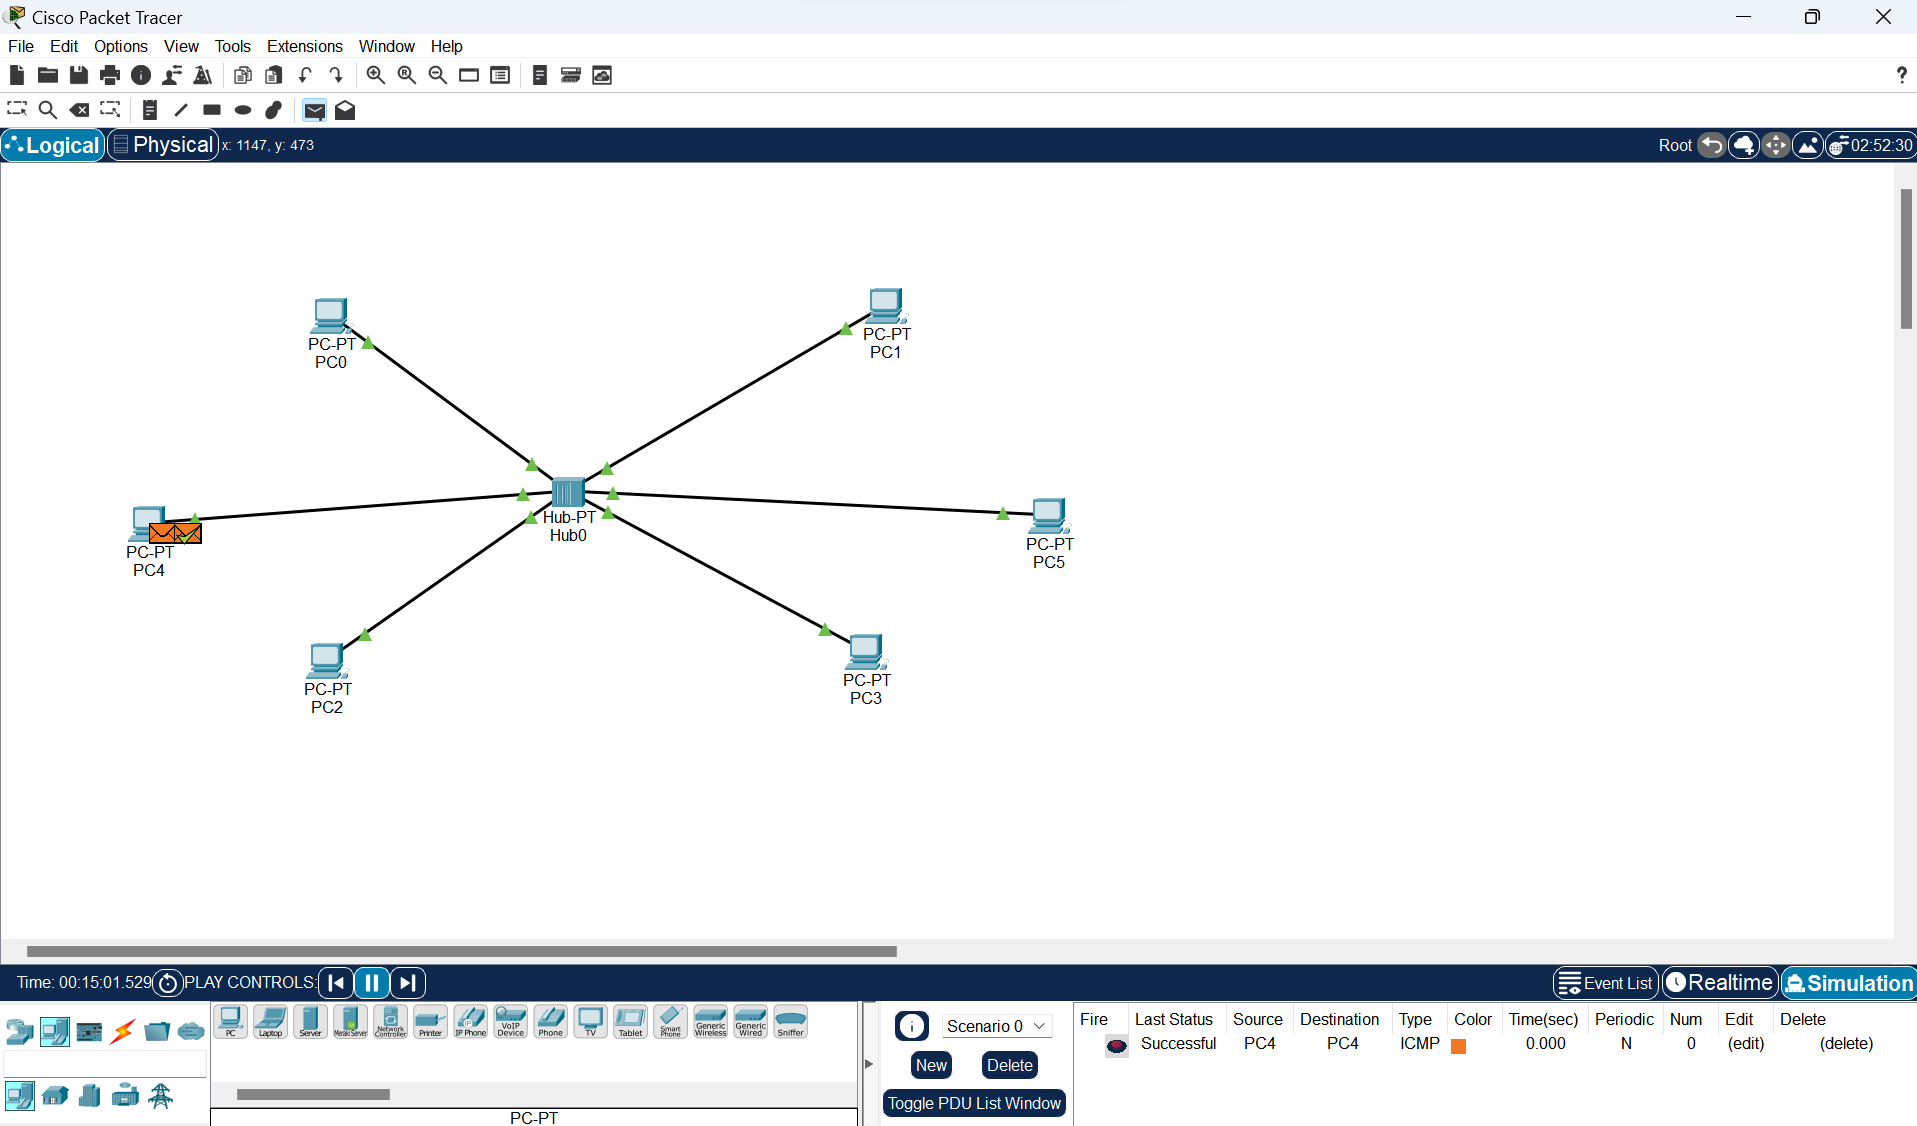 Cisco Packet Tracer
File Edit Options View Tools Extensions Window Help
?
Logical Physical x: 1147, y: 473 Root 02:52:30
PC-PT
PC0
PC-PT
PC1
Hub-PT
Hub0
PC-PT
PC4
PC-PT
PC5
PC-PT
PC2
PC-PT
PC3
Time: 00:15:01.529 PLAY CONTROLS: Event List Realtime Simulation
PC Laptop Server Meraki Server Network Controller Printer IP Phone VoIP Device Phone TV Tablet Smart Phone Generic Wireless Generic Wired Sniffer
PC-PT
Scenario 0
New Delete
Toggle PDU List Window
Fire Last Status Source Destination Type Color Time(sec) Periodic Num Edit Delete
Successful PC4 PC4 ICMP 0.000 N 0 (edit) (delete)